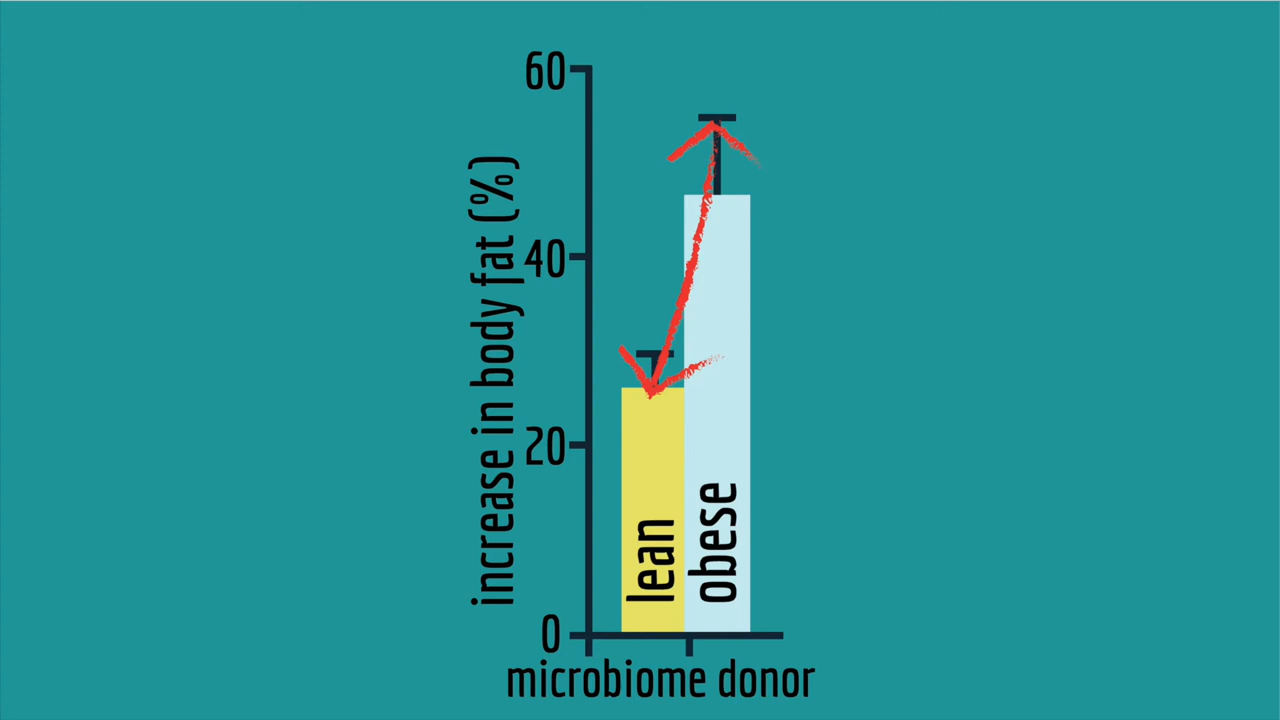 increase in body fat (%)
60
40
20
0
lean
obese
microbiome donor